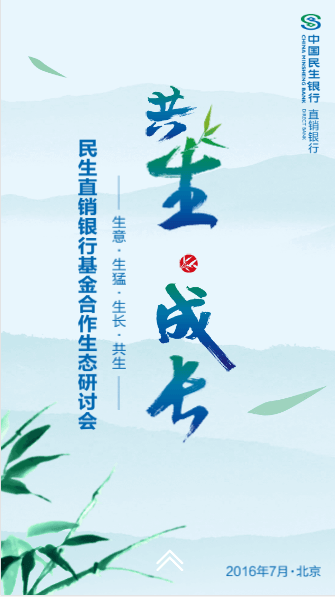 中国民生银行
CHINA MINSHENG BANK
直销银行
DIRECT BANK
共生
成长
生意·生猛·生长·共生
民生直销银行基金合作生态研讨会
2016年7月·北京